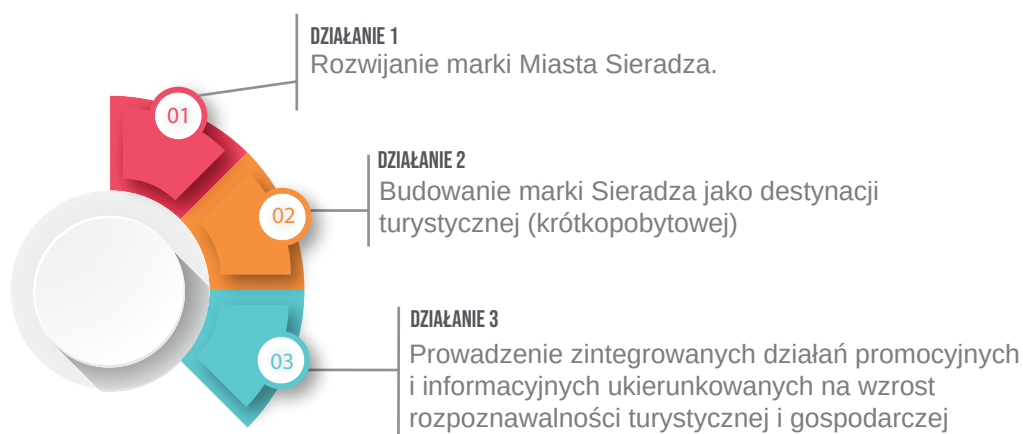 DZIAŁANIE 1
Rozwijanie marki Miasta Sieradza.
01
DZIAŁANIE 2
Budowanie marki Sieradza jako destynacji
turystycznej (krótkopobytowej)
02
DZIAŁANIE 3
Prowadzenie zintegrowanych działań promocyjnych
i informacyjnych ukierunkowanych na wzrost
rozpoznawalności turystycznej i gospodarczej
03